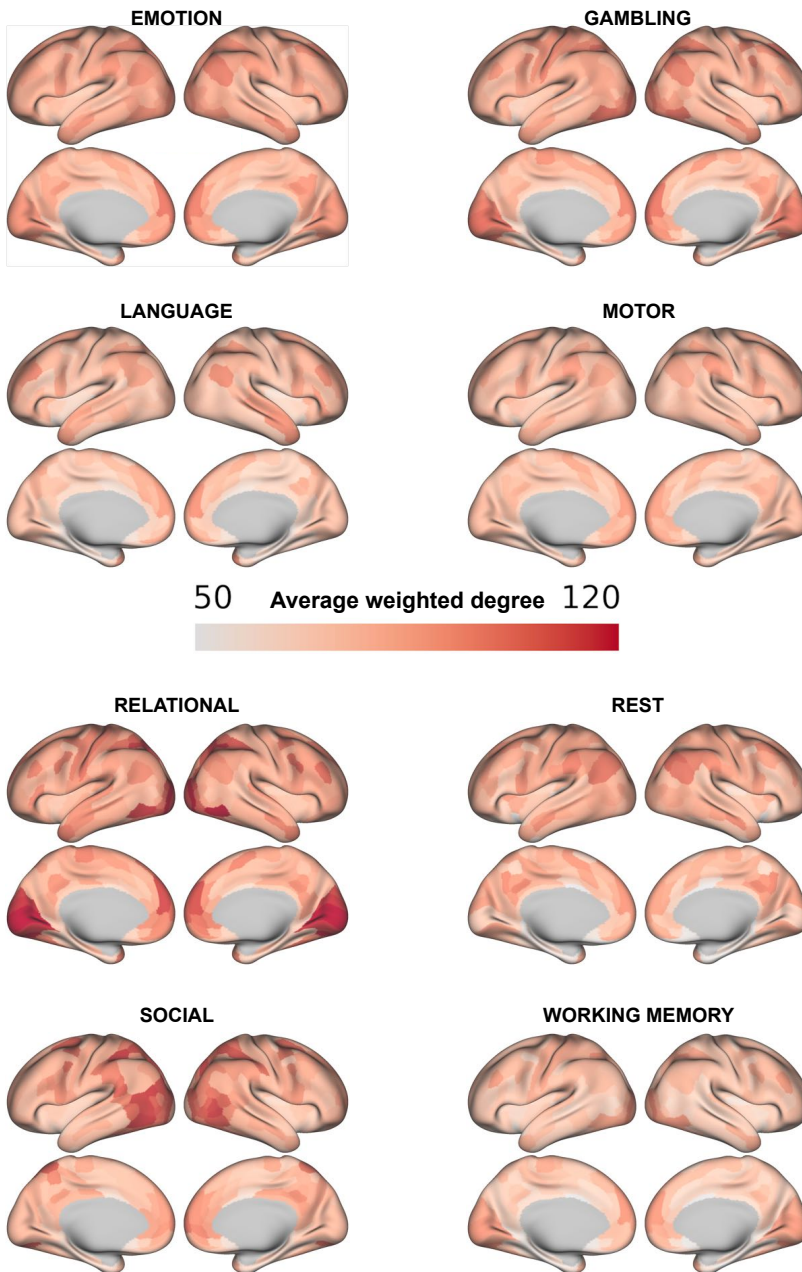 EMOTION GAMBLING
LANGUAGE MOTOR
50 Average weighted degree 120
RELATIONAL REST
SOCIAL WORKING MEMORY